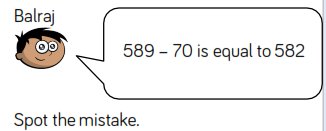 Balraj
589 – 70 is equal to 582
Spot the mistake.